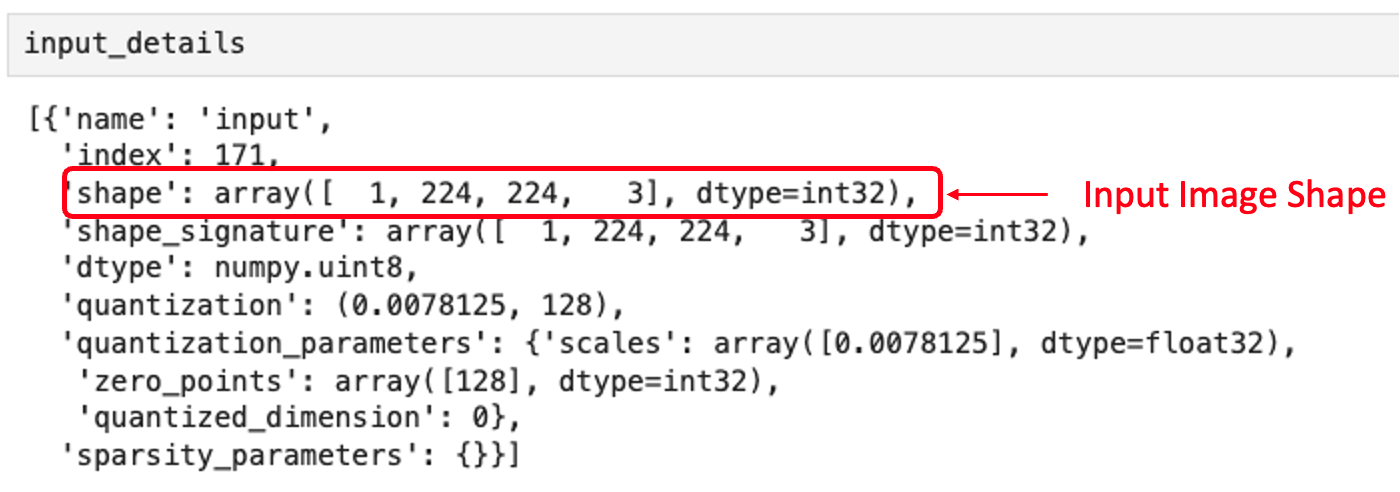 input_details
[{'name': 'input',
'index': 171,
'shape': array([  1, 224, 224,   3], dtype=int32),
Input Image Shape
'shape_signature': array([  1, 224, 224,   3], dtype=int32),
'dtype': numpy.uint8,
'quantization': (0.0078125, 128),
'quantization_parameters': {'scales': array([0.0078125], dtype=float32),
'zero_points': array([128], dtype=int32),
'quantized_dimension': 0},
'sparsity_parameters': {}}]